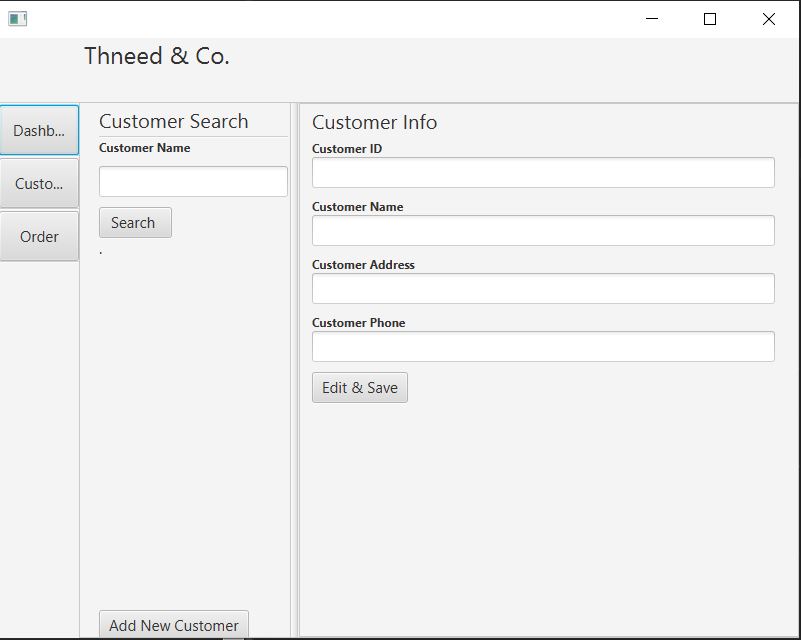 Thneed & Co.
Dashb...
Custo...
Order
Customer Search
Customer Name
Search
.
Add New Customer
Customer Info
Customer ID
Customer Name
Customer Address
Customer Phone
Edit & Save